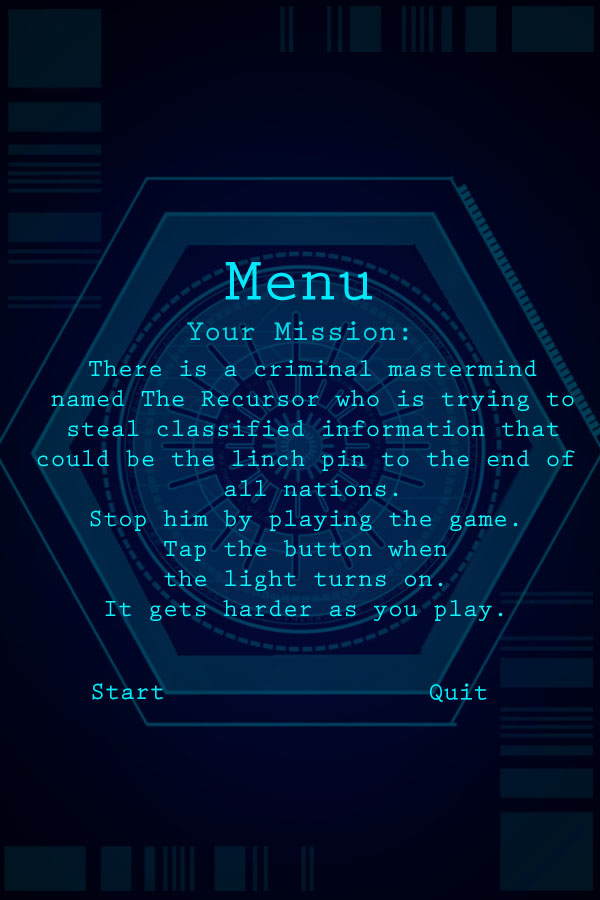 Menu
Your Mission:
There is a criminal mastermind
named The Recursor who is trying to
steal classified information that
could be the linch pin to the end of
all nations.
Stop him by playing the game.
Tap the button when
the light turns on.
It gets harder as you play.
Start Quit